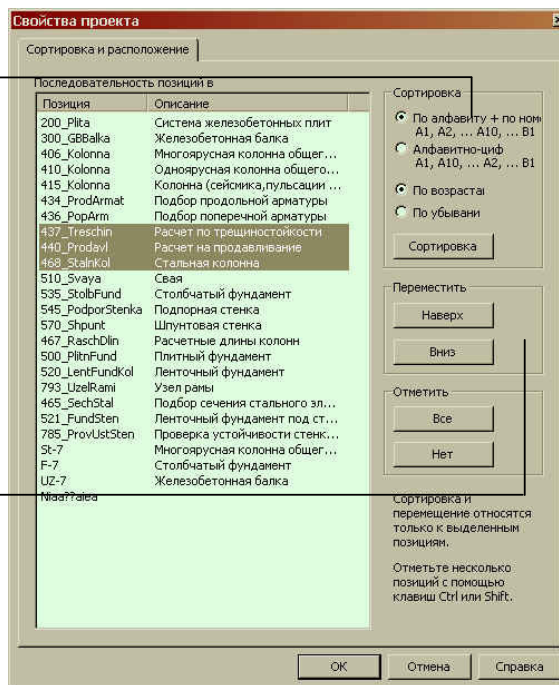 Свойства проекта
Сортировка и расположение
Последовательность позиций в
Позиция Описание
200_Plita Система железобетонных плит
300_GBBalka Железобетонная балка
406_Kolonna Многоярусная колонна общег...
410_Kolonna Одноярусная колонна общего...
415_Kolonna Колонна (сейсмика,пульсации ...
434_ProdArmat Подбор продольной арматуры
436_PopArm Подбор поперечной арматуры
437_Treschin Расчет по трещиностойкости
440_Prodavl Расчет на продавливание
468_StalnKol Стальная колонна
510_Svaya Свая
535_StolbFund Столбчатый фундамент
545_PodporStenka Подпорная стенка
570_Shpunt Шпунтовая стенка
467_RaschDlin Расчетные длины колонн
500_PlitnFund Плитный фундамент
520_LentFundKol Ленточный фундамент
793_UzelRami Узел рамы
465_SechStal Подбор сечения стального эл...
521_FundSten Ленточный фундамент под ст...
785_ProvUstSten Проверка устойчивости стенк...
St-7 Многоярусная колонна общег...
F-7 Столбчатый фундамент
UZ-7 Железобетонная балка
Niaa??aiea
Сортировка
По алфавиту + по номе
A1, A2, ... A10, ... B1
Алфавитно-циф
A1, A10, ... A2, ... B1
По возрастаг
По убывани
Сортировка
Переместить
Наверх
Вниз
Отметить
Все
Нет
Сортировка и
перемещение относятся
только к выделенным
позициям.
Отметьте несколько
позиций с помощью
клавиш Ctrl или Shift.
OK Отмена Справка